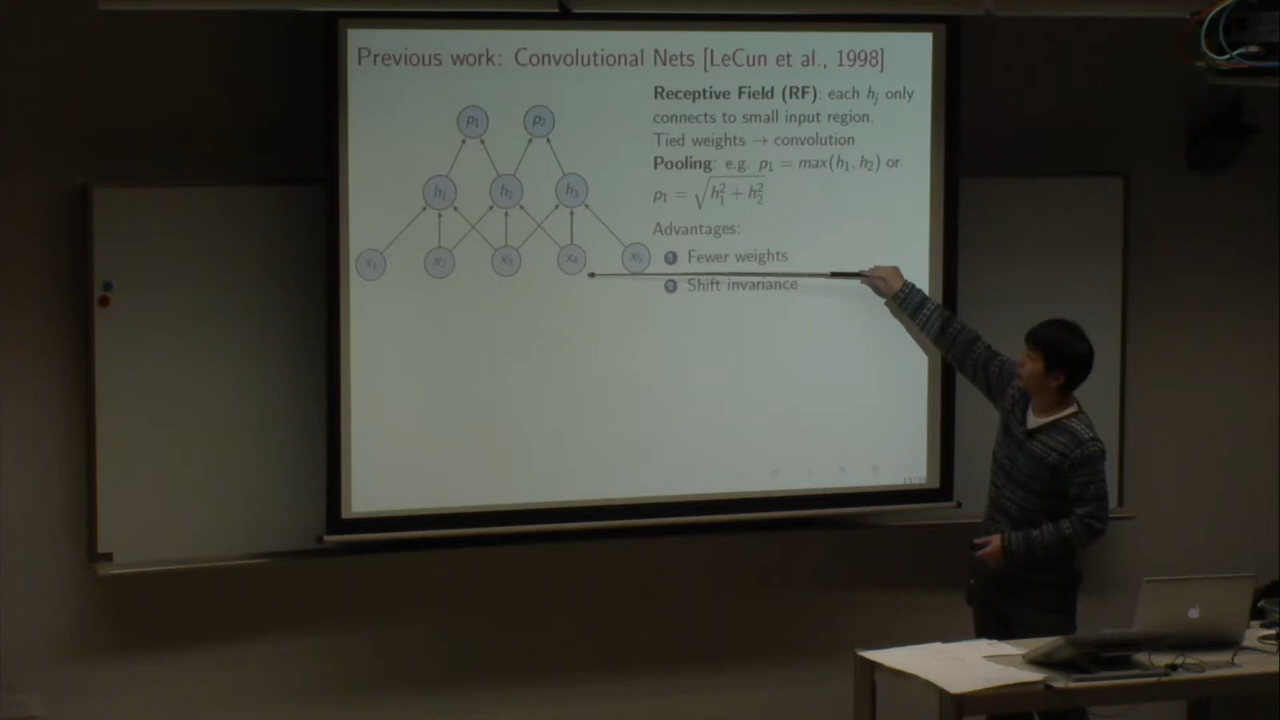 Previous work: Convolutional Nets [LeCun et al., 1998]
p₁ p₂
h₁ h₂ h₃
x₁ x₂ x₃ x₄ x₅
Receptive Field (RF): each hⱼ only
connects to small input region.
Tied weights → convolution
Pooling: e.g. p₁ = max(h₁, h₂) or
p₁ = √(h₁² + h₂²)
Advantages:
1 Fewer weights
2 Shift invariance